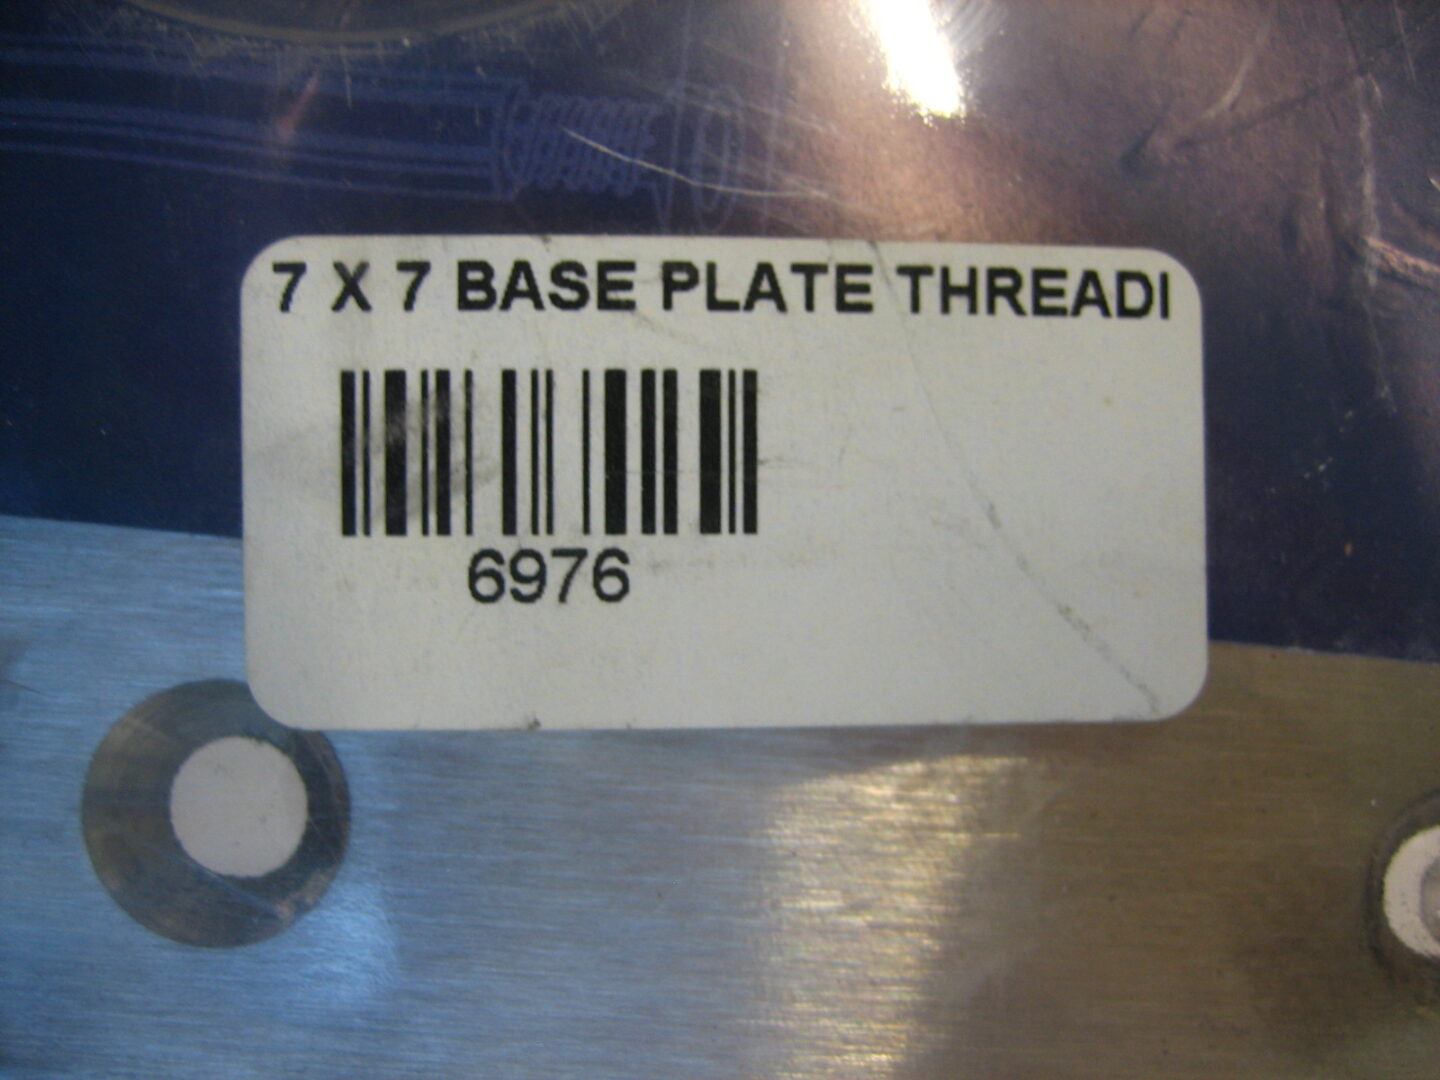 7 X 7 BASE PLATE THREADI
6976